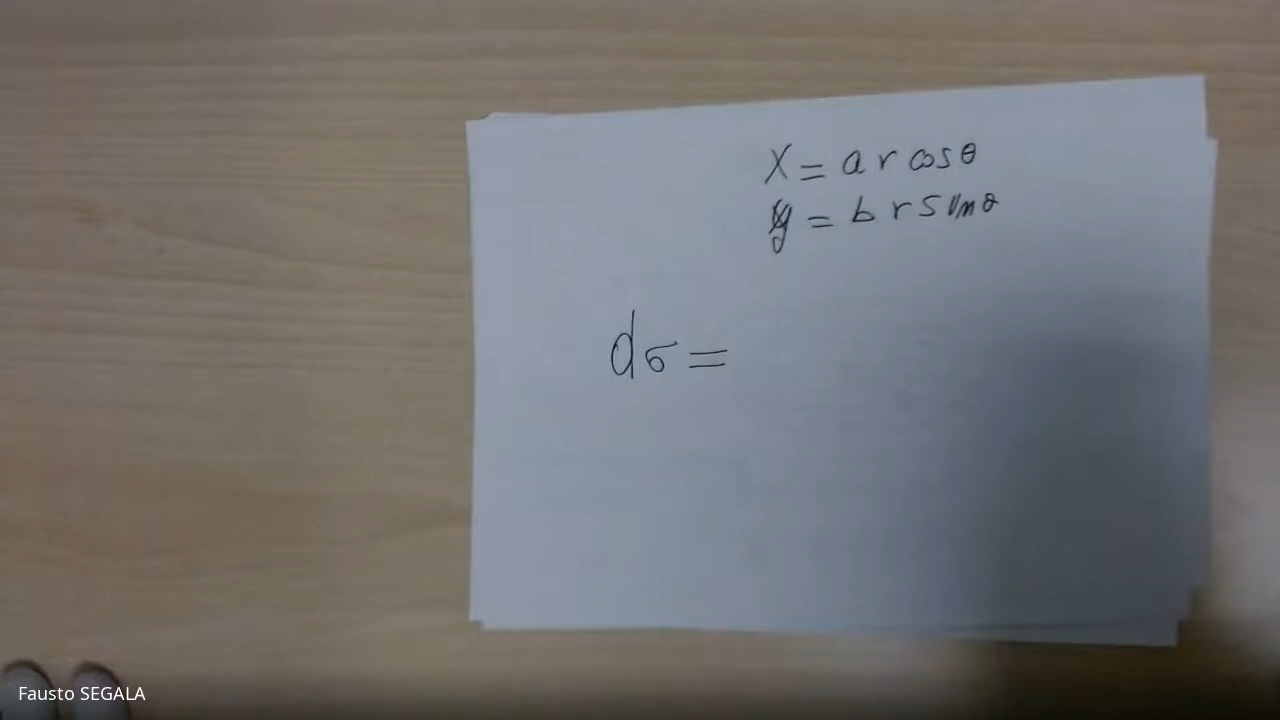 x = a r cos θ
y = b r sin θ
dσ =
Fausto SEGALA